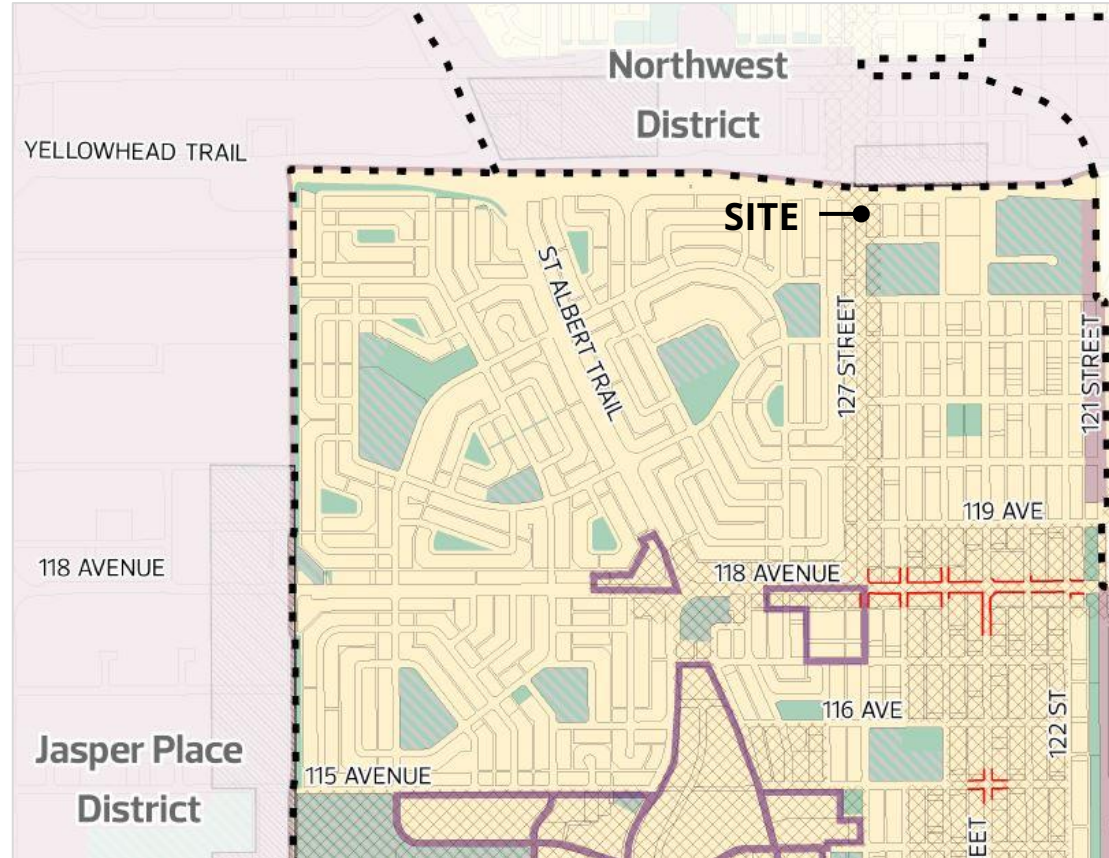 Northwest
District
YELLOWHEAD TRAIL
SITE
ST ALBERT TRAIL
127 STREET
121 STREET
119 AVE
118 AVENUE
118 AVENUE
116 AVE
122 ST
Jasper Place
District
115 AVENUE
EET